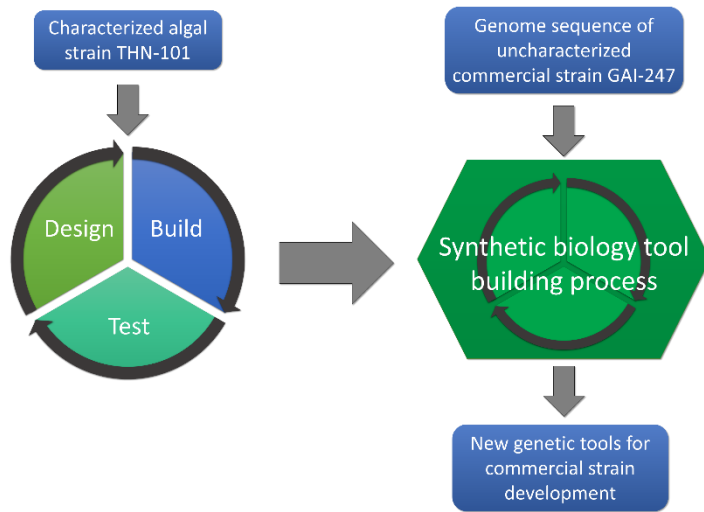 Characterized algal
strain THN-101
Design
Build
Test
Genome sequence of
uncharacterized
commercial strain GAI-247
Synthetic biology tool
building process
New genetic tools for
commercial strain
development